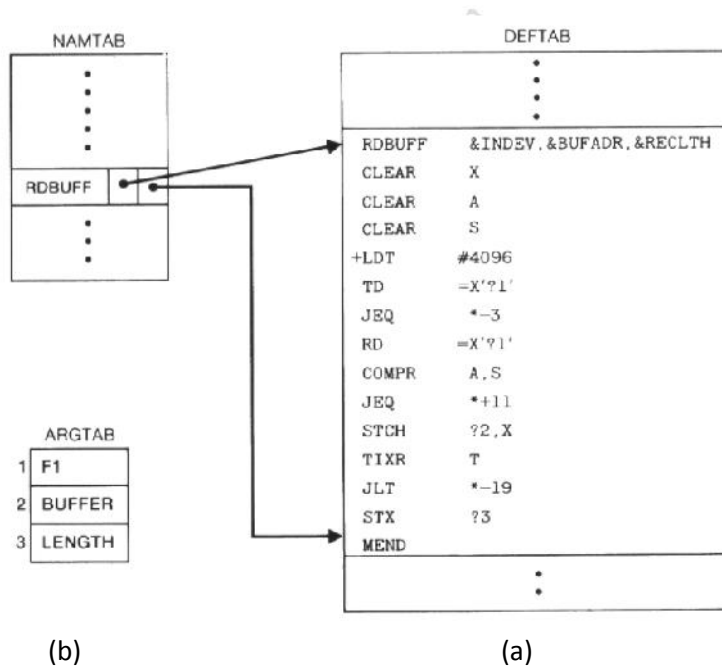 NAMTAB
RDBUFF
ARGTAB
1 F1
2 BUFFER
3 LENGTH
(b)
DEFTAB
RDBUFF &INDEV,&BUFADR,&RECLTH
CLEAR X
CLEAR A
CLEAR S
+LDT #4096
TD =X'?1'
JEQ *-3
RD =X'?1'
COMPR A,S
JEQ *+11
STCH ?2,X
TIXR T
JLT *-19
STX ?3
MEND
(a)